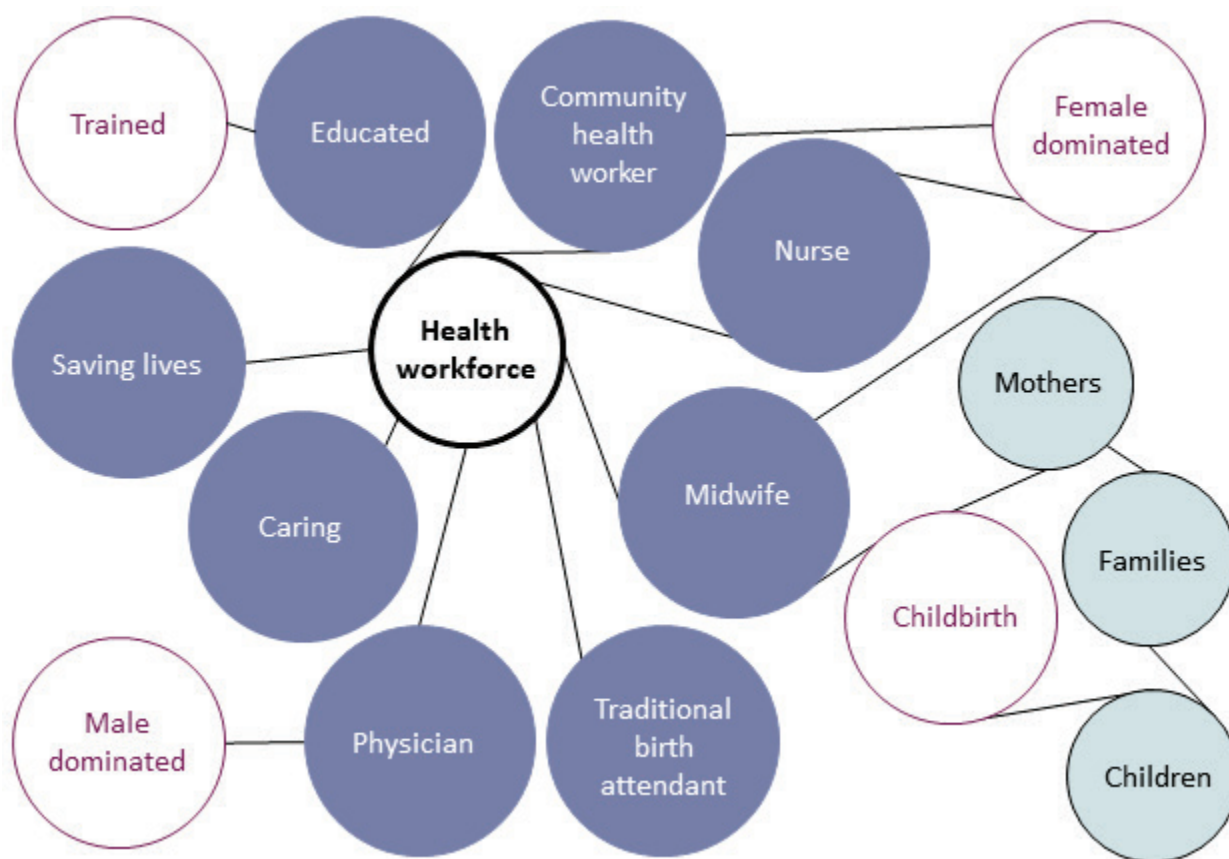 Trained
Educated
Community
health
worker
Female
dominated
Nurse
Saving lives
Health
workforce
Mothers
Caring
Midwife
Families
Childbirth
Male
dominated
Physician
Traditional
birth
attendant
Children